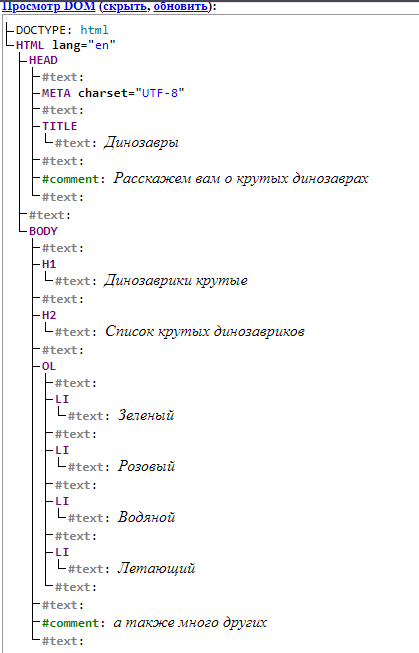 Просмотр DOM (скрыть, обновить):
DOCTYPE: html
HTML lang="en"
HEAD
#text:
META charset="UTF-8"
#text:
TITLE
#text: Динозавры
#text:
#comment: Расскажем вам о крутых динозаврах
#text:
#text:
BODY
#text:
H1
#text: Динозаврики крутые
#text:
H2
#text: Список крутых динозавриков
#text:
OL
#text:
LI
#text: Зеленый
#text:
LI
#text: Розовый
#text:
LI
#text: Водяной
#text:
LI
#text: Летающий
#text:
#text:
#comment: а также много других
#text: